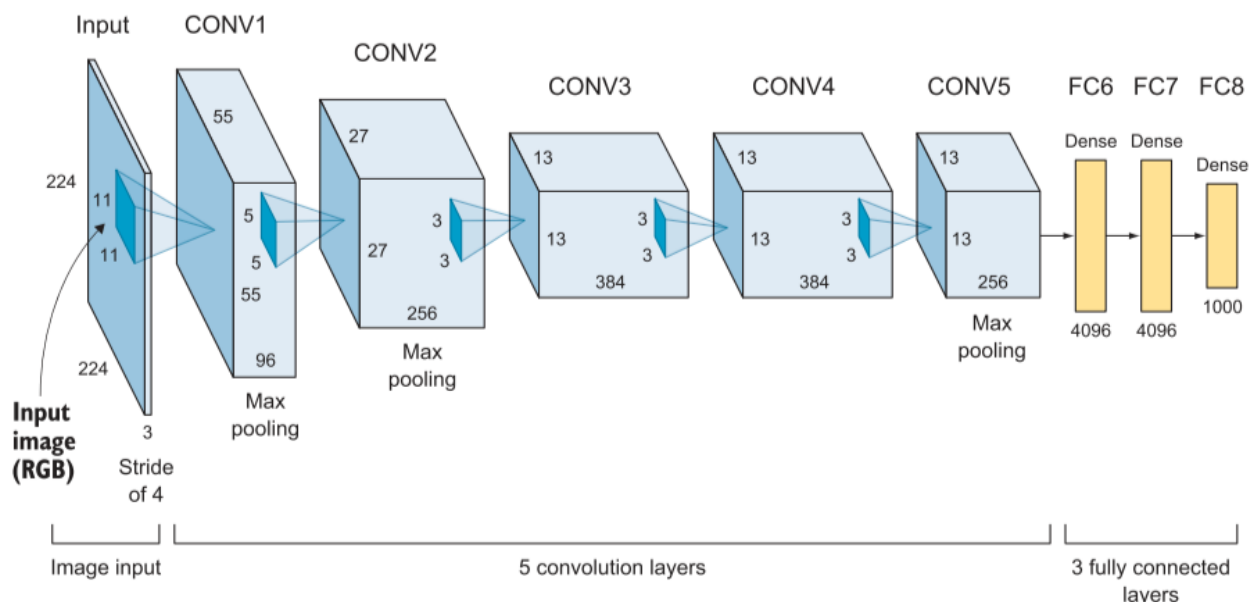 Input
CONV1
CONV2
CONV3
CONV4
CONV5
FC6
FC7
FC8
224
11
11
224
3
Stride
of 4
Input
image
(RGB)
55
5
5
55
96
Max
pooling
27
3
27
3
256
Max
pooling
13
13
3
3
384
13
13
3
3
384
13
13
256
Max
pooling
Dense
4096
Dense
4096
Dense
1000
Image input
5 convolution layers
3 fully connected
layers